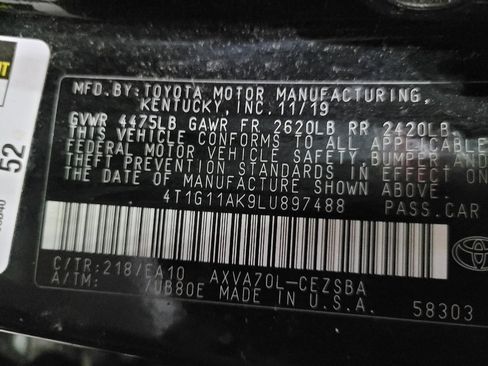 MFD.BY:TOYOTA MOTOR MANUFACTURING,
KENTUCKY, INC. 11/19
GVWR 4475LB GAWR FR 2620LB RR 2420LB
THIS VEHICLE CONFORMS TO ALL APPLICABLE
FEDERAL MOTOR VEHICLE SAFETY, BUMPER AND
THEFT PREVENTION STANDARDS IN EFFECT ON
THE DATE OF MANUFACTURE SHOWN ABOVE.
4T1G11AK9LU897488 PASS.CAR
C/TR:218/EA10 AXVA70L-CEZSBA
A/TM: /UB80E MADE IN U.S.A.
58303
52